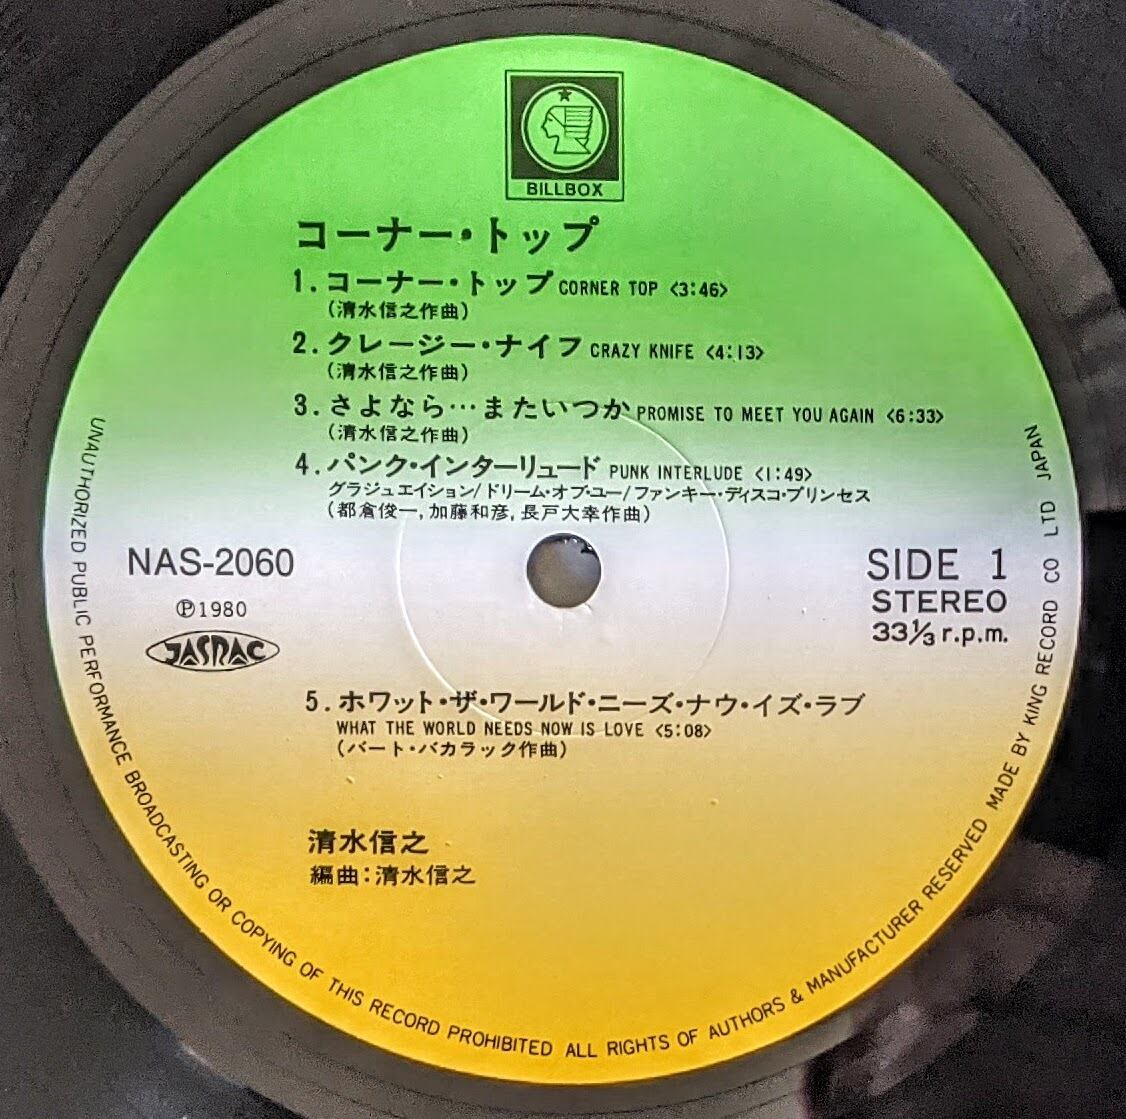 BILLBOX
コーナー・トップ
1.コーナー・トップ CORNER TOP <3:46>
(清水信之作曲)
2.クレージー・ナイフ CRAZY KNIFE <4:13>
(清水信之作曲)
3.さよなら…またいつか PROMISE TO MEET YOU AGAIN <6:33>
(清水信之作曲)
4.パンク・インターリュード PUNK INTERLUDE <1:49>
グラジュエイション/ドリーム・オブ・ユー/ファンキー・ディスコ・プリンセス
(都倉俊一,加藤和彦,長戸大幸作曲)
NAS-2060
Ⓟ1980
JASRAC
SIDE 1
STEREO
33⅓ r.p.m.
5.ホワット・ザ・ワールド・ニーズ・ナウ・イズ・ラブ
WHAT THE WORLD NEEDS NOW IS LOVE <5:08>
(バート・バカラック作曲)
清水信之
編曲:清水信之
UNAUTHORIZED PUBLIC PERFORMANCE BROADCASTING OR COPYING OF THIS RECORD PROHIBITED ALL RIGHTS OF AUTHORS & MANUFACTURER RESERVED MADE BY KING RECORD CO LTD JAPAN